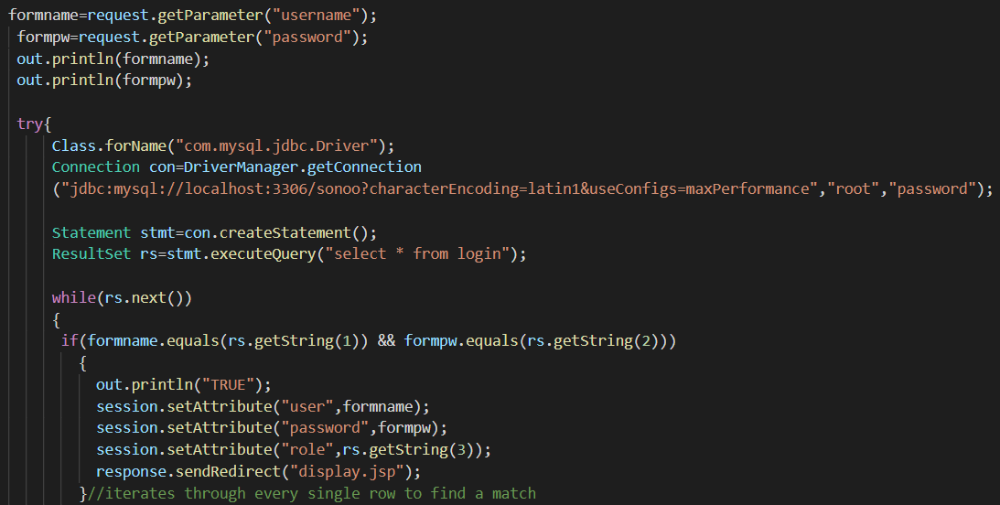 formname=request.getParameter("username");
formpw=request.getParameter("password");
out.println(formname);
out.println(formpw);
try{
Class.forName("com.mysql.jdbc.Driver");
Connection con=DriverManager.getConnection
("jdbc:mysql://localhost:3306/sonoo?characterEncoding=latin1&useConfigs=maxPerformance","root","password");
Statement stmt=con.createStatement();
ResultSet rs=stmt.executeQuery("select * from login");
while(rs.next())
{
if(formname.equals(rs.getString(1)) && formpw.equals(rs.getString(2)))
{
out.println("TRUE");
session.setAttribute("user",formname);
session.setAttribute("password",formpw);
session.setAttribute("role",rs.getString(3));
response.sendRedirect("display.jsp");
}//iterates through every single row to find a match